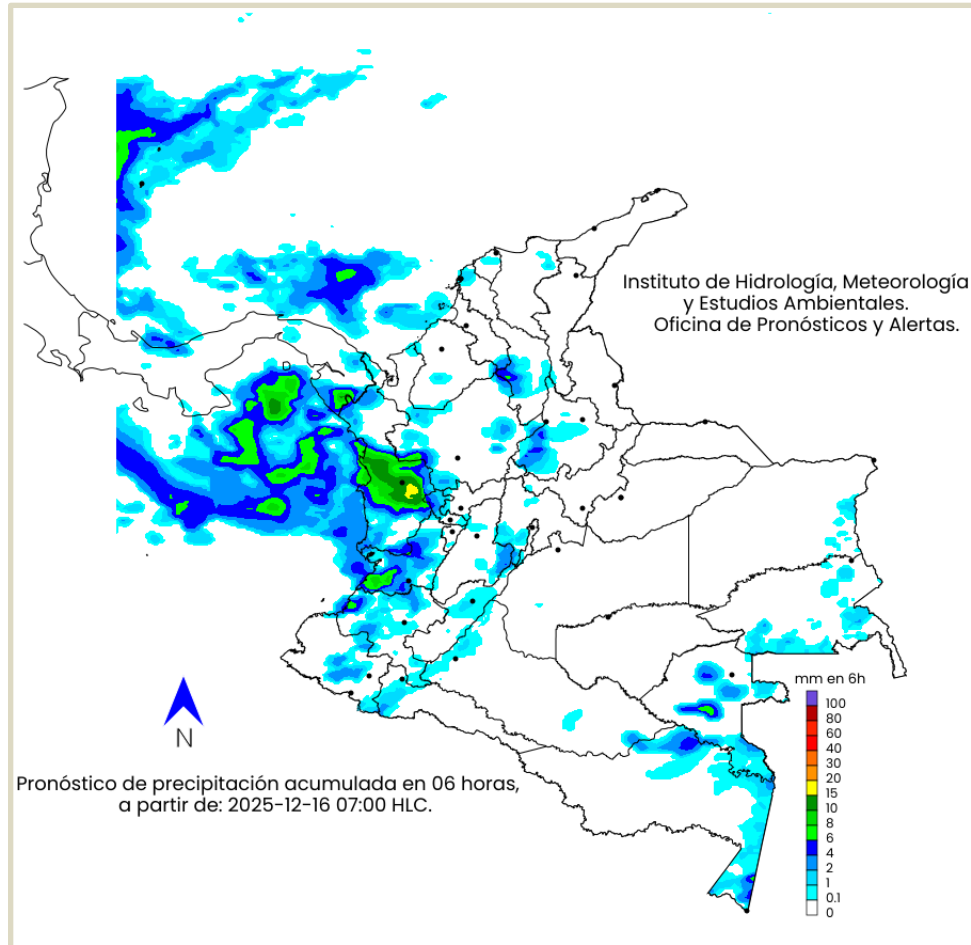 Instituto de Hidrología, Meteorología
y Estudios Ambientales.
Oficina de Pronósticos y Alertas.
mm en 6h
100
80
60
40
30
20
15
10
8
6
4
2
1
0.1
0
N
Pronóstico de precipitación acumulada en 06 horas,
a partir de: 2025-12-16 07:00 HLC.